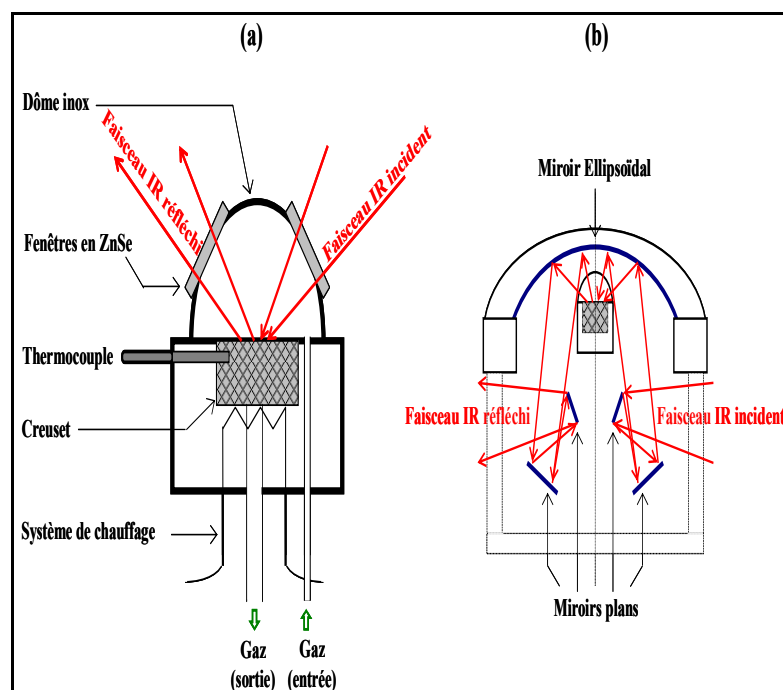 (a)
Dôme inox
Faisceau IR réfléchi
Faisceau IR incident
Fenêtres en ZnSe
Thermocouple
Creuset
Système de chauffage
Gaz
(sortie)
Gaz
(entrée)
(b)
Miroir Ellipsoïdal
Faisceau IR réfléchi
Faisceau IR incident
Miroirs plans